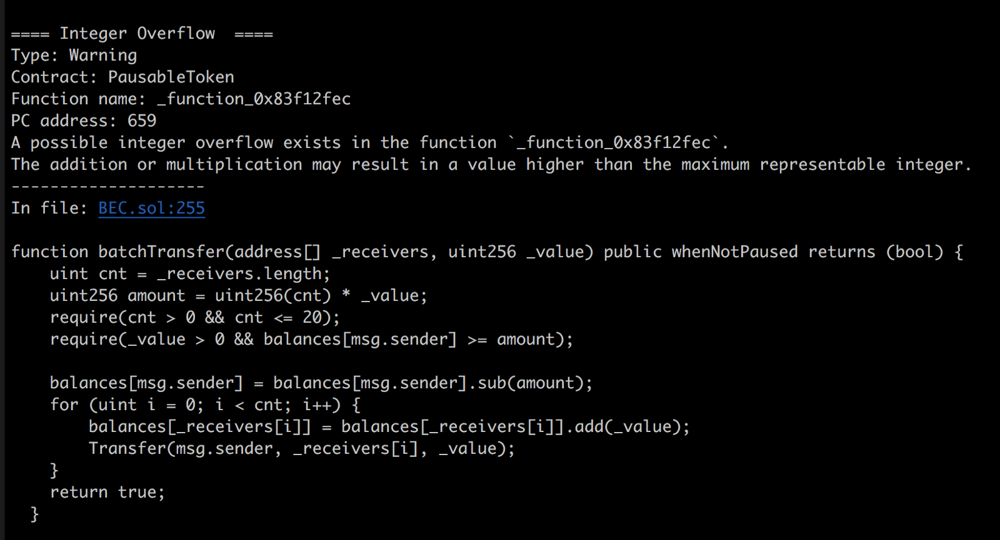 ==== Integer Overflow  ====
Type: Warning
Contract: PausableToken
Function name: _function_0x83f12fec
PC address: 659
A possible integer overflow exists in the function `_function_0x83f12fec`.
The addition or multiplication may result in a value higher than the maximum representable integer.
--------------------
In file: BEC.sol:255

function batchTransfer(address[] _receivers, uint256 _value) public whenNotPaused returns (bool) {
    uint cnt = _receivers.length;
    uint256 amount = uint256(cnt) * _value;
    require(cnt > 0 && cnt <= 20);
    require(_value > 0 && balances[msg.sender] >= amount);

    balances[msg.sender] = balances[msg.sender].sub(amount);
    for (uint i = 0; i < cnt; i++) {
        balances[_receivers[i]] = balances[_receivers[i]].add(_value);
        Transfer(msg.sender, _receivers[i], _value);
    }
    return true;
  }